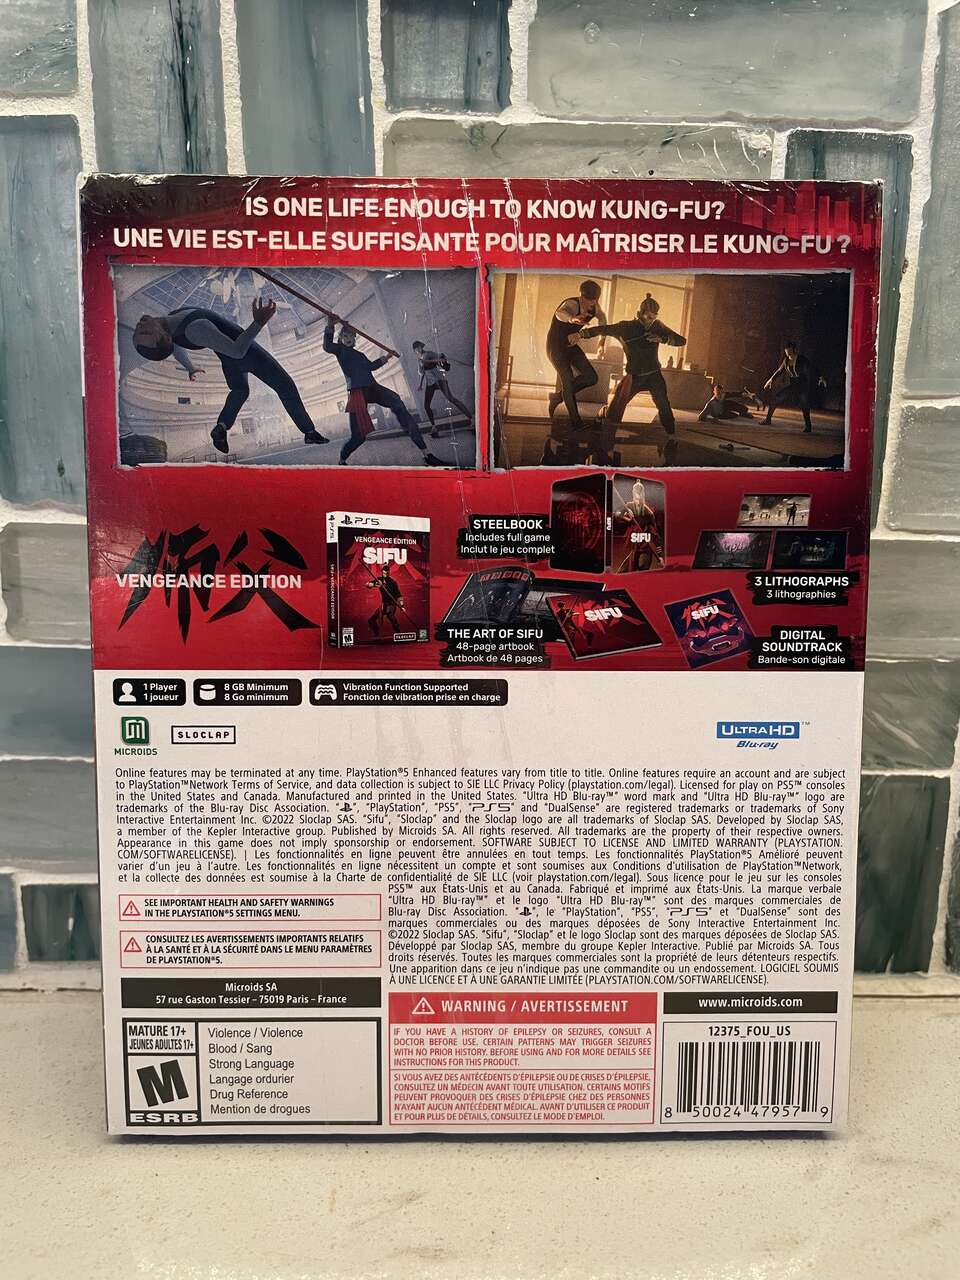 IS ONE LIFE ENOUGH TO KNOW KUNG-FU?
UNE VIE EST-ELLE SUFFISANTE POUR MAÎTRISER LE KUNG-FU ?
師父
VENGEANCE EDITION
PS5
PS5
VENGEANCE EDITION
SIFU
SLOCLAP
STEELBOOK
Includes full game
Inclut le jeu complet
SIFU
SIFU
THE ART OF SIFU
48-page artbook
Artbook de 48 pages
SIFU
3 LITHOGRAPHS
3 lithographies
SIFU
DIGITAL
SOUNDTRACK
Bande-son digitale
1 Player
1 joueur
8 GB Minimum
8 Go minimum
Vibration Function Supported
Fonction de vibration prise en charge
MICROIDS
SLOCLAP
ULTRA HD™
Blu-ray
Online features may be terminated at any time. PlayStation®5 Enhanced features vary from title to title. Online features require an account and are subject
to PlayStation™Network Terms of Service, and data collection is subject to SIE LLC Privacy Policy (playstation.com/legal). Licensed for play on PS5™ consoles
in the United States and Canada. Manufactured and printed in the United States. "Ultra HD Blu-ray™" word mark and "Ultra HD Blu-ray™" logo are
trademarks of the Blu-ray Disc Association. "PS", "PlayStation", "PS5", "PS5" and "DualSense" are registered trademarks or trademarks of Sony
Interactive Entertainment Inc. ©2022 Sloclap SAS. "Sifu", "Sloclap" and the Sloclap logo are all trademarks of Sloclap SAS. Developed by Sloclap SAS,
a member of the Kepler Interactive group. Published by Microids SA. All rights reserved. All trademarks are the property of their respective owners.
Appearance in this game does not imply sponsorship or endorsement. SOFTWARE SUBJECT TO LICENSE AND LIMITED WARRANTY (PLAYSTATION.
COM/SOFTWARELICENSE). | Les fonctionnalités en ligne peuvent être annulées en tout temps. Les fonctionnalités PlayStation®5 Amélioré peuvent
varier d'un jeu à l'autre. Les fonctionnalités en ligne nécessitent un compte et sont soumises aux Conditions d'utilisation de PlayStation™Network,
et la collecte des données est soumise à la Charte de confidentialité de SIE LLC (voir playstation.com/legal). Sous licence pour le jeu sur les consoles
PS5™ aux États-Unis et au Canada. Fabriqué et imprimé aux États-Unis. La marque verbale
"Ultra HD Blu-ray™" et le logo "Ultra HD Blu-ray™" sont des marques commerciales de
Blu-ray Disc Association. "PS", le "PlayStation", "PS5", "PS5" et "DualSense" sont des
marques commerciales ou des marques déposées de Sony Interactive Entertainment Inc.
©2022 Sloclap SAS. "Sifu", "Sloclap" et le logo Sloclap sont des marques déposées de Sloclap SAS.
Développé par Sloclap SAS, membre du groupe Kepler Interactive. Publié par Microids SA. Tous
droits réservés. Toutes les marques commerciales sont la propriété de leur détenteurs respectifs.
Une apparition dans ce jeu n'indique pas une commandite ou un endossement. LOGICIEL SOUMIS
À UNE LICENCE ET À UNE GARANTIE LIMITÉE (PLAYSTATION.COM/SOFTWARELICENSE).
SEE IMPORTANT HEALTH AND SAFETY WARNINGS
IN THE PLAYSTATION®5 SETTINGS MENU.
CONSULTEZ LES AVERTISSEMENTS IMPORTANTS RELATIFS
À LA SANTÉ ET À LA SÉCURITÉ DANS LE MENU PARAMÈTRES
DE PLAYSTATION®5.
Microids SA
57 rue Gaston Tessier – 75019 Paris – France
MATURE 17+
JEUNES ADULTES 17+
M
ESRB
Violence / Violence
Blood / Sang
Strong Language
Langage ordurier
Drug Reference
Mention de drogues
WARNING / AVERTISSEMENT
IF YOU HAVE A HISTORY OF EPILEPSY OR SEIZURES, CONSULT A
DOCTOR BEFORE USE. CERTAIN PATTERNS MAY TRIGGER SEIZURES
WITH NO PRIOR HISTORY. BEFORE USING AND FOR MORE DETAILS SEE
INSTRUCTIONS FOR THIS PRODUCT.
SI VOUS AVEZ DES ANTÉCÉDENTS D'ÉPILEPSIE OU DE CRISES D'ÉPILEPSIE,
CONSULTEZ UN MÉDECIN AVANT TOUTE UTILISATION. CERTAINS MOTIFS
PEUVENT PROVOQUER DES CRISES D'ÉPILEPSIE CHEZ DES PERSONNES
N'AYANT AUCUN ANTÉCÉDENT MÉDICAL. AVANT D'UTILISER CE PRODUIT
ET POUR PLUS DE DÉTAILS, CONSULTEZ LE MODE D'EMPLOI.
www.microids.com
12375_FOU_US
8 50024 47957 9